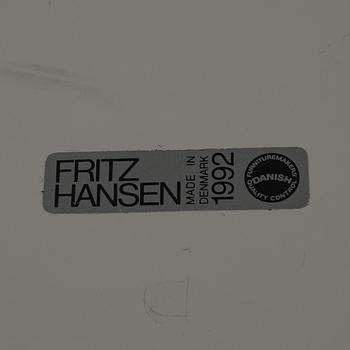 FRITZ
HANSEN
MADE IN
DENMARK
1992
FURNITUREMAKERS'
DANISH
QUALITY CONTROL